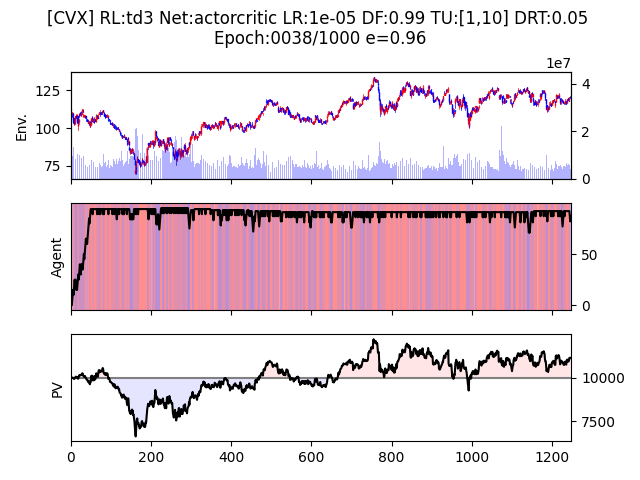 [CVX] RL:td3 Net:actorcritic LR:1e-05 DF:0.99 TU:[1,10] DRT:0.05
Epoch:0038/1000 e=0.96
1e7
125
100
75
Env.
4
2
0
Agent
50
0
PV
10000
7500
0
200
400
600
800
1000
1200